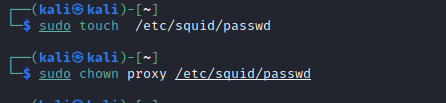 ┌──(kali㉿kali)-[~]
└─$ sudo touch  /etc/squid/passwd
┌──(kali㉿kali)-[~]
└─$ sudo chown proxy /etc/squid/passwd